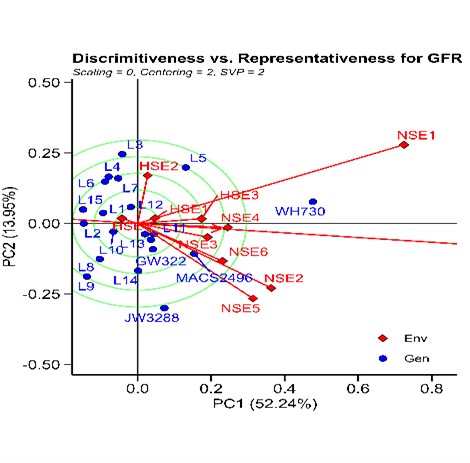 Discrimitiveness vs. Representativeness for GFR
Scaling = 0, Centering = 2, SVP = 2
0.50
NSE1
L3
HSE2
L5
0.25
L4
L6
L7
HSE3
L15
L1
L12
HSE1
WH730
NSE4
0.00
L2
L11
L13
NSE3
L10
GW322
NSE6
L8
MACS2496
NSE2
L9
L14
-0.25
NSE5
JW3288
Env
Gen
-0.50
0.0
0.2
0.4
0.6
0.8
PC1 (52.24%)
PC2 (13.95%)